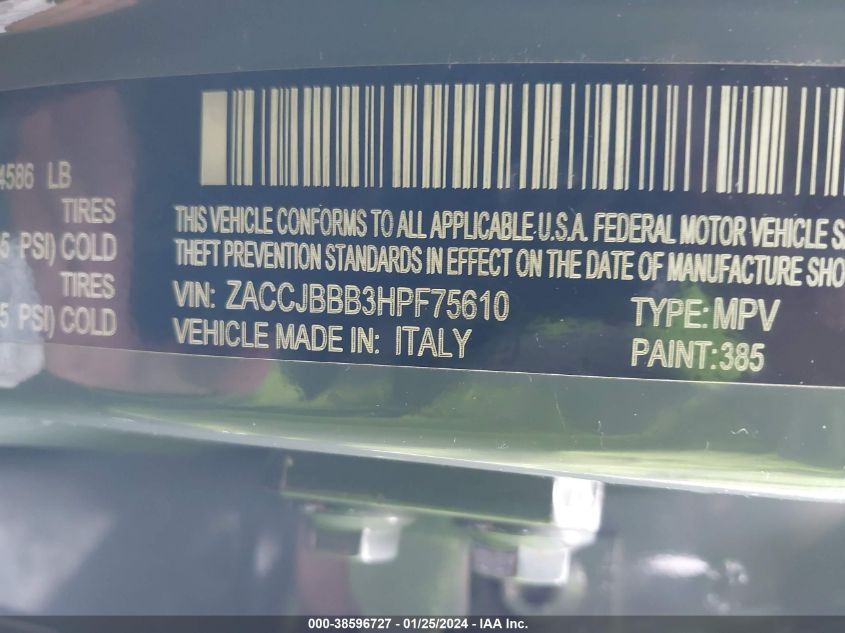 4586 LB
TIRES
5 PSI) COLD
TIRES
5 PSI) COLD
THIS VEHICLE CONFORMS TO ALL APPLICABLE U.S.A. FEDERAL MOTOR VEHICLE
THEFT PREVENTION STANDARDS IN EFFECT ON THE DATE OF MANUFACTURE
VIN: ZACCJBBB3HPF75610 TYPE: MPV
VEHICLE MADE IN: ITALY PAINT:385
000-38596727 - 01/25/2024 - IAA Inc.